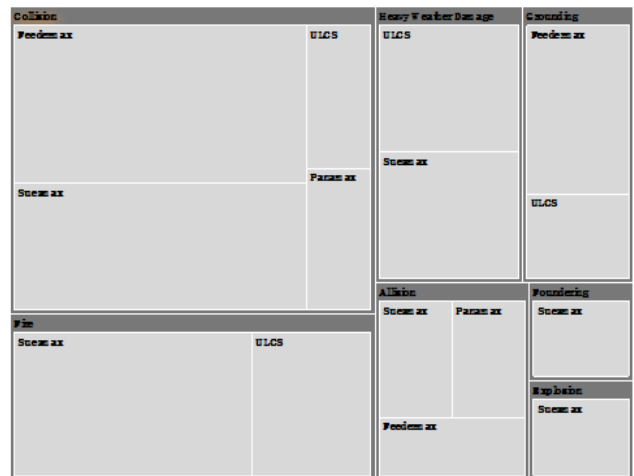 Collision
Feedermax
ULCS
Panamax
Suezmax
Heavy Weather Damage
ULCS
Suezmax
Grounding
Feedermax
ULCS
Fire
Suezmax
ULCS
Allision
Suezmax
Panamax
Feedermax
Foundering
Suezmax
Explosion
Suezmax